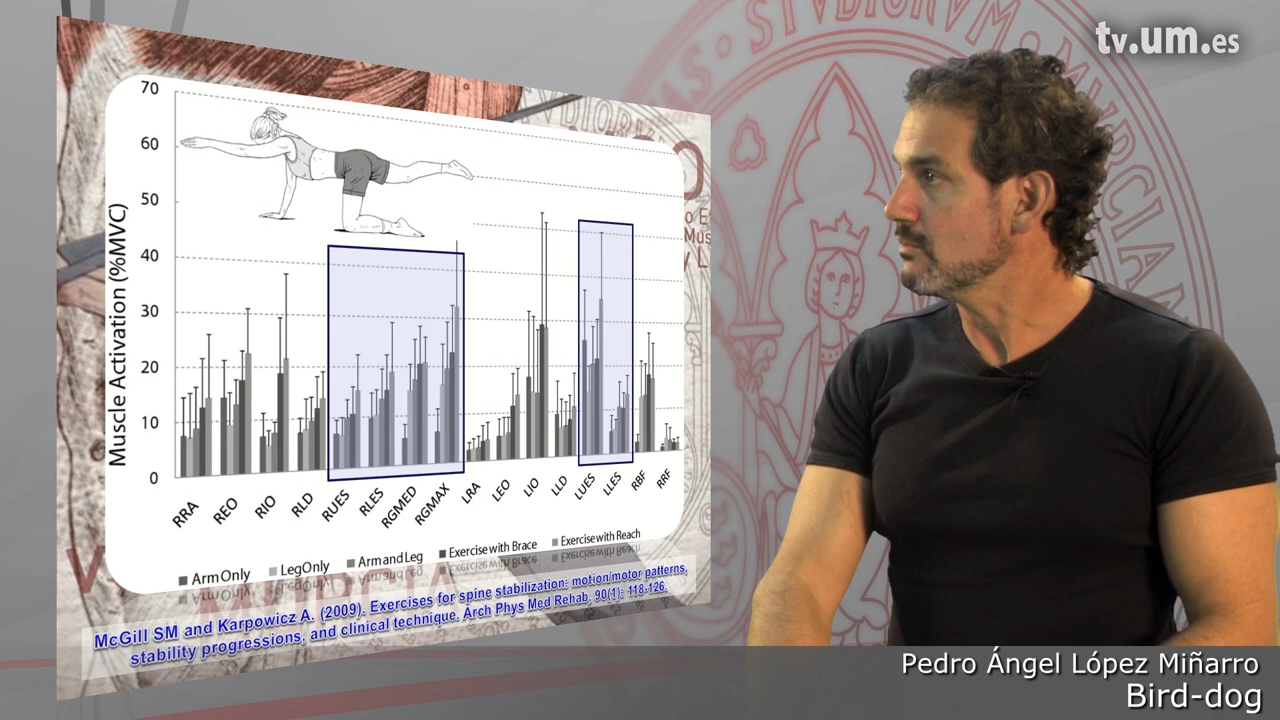 tv.um.es
STVDIORVM
MVRCIANA
70
60
50
40
30
20
10
0
Muscle Activation (%MVC)
RRA
REO
RIO
RLD
RUES
RLES
RGMED
RGMAX
LRA
LEO
LIO
LLD
LUES
LLES
RBF
RRF
Arm Only
Leg Only
Arm and Leg
Exercise with Brace
Exercise with Reach
McGill SM and Karpowicz A. (2009). Exercises for spine stabilization: motion/motor patterns,
stability progressions, and clinical technique. Arch Phys Med Rehab, 90(1): 118-126.
Pedro Ángel López Miñarro
Bird-dog